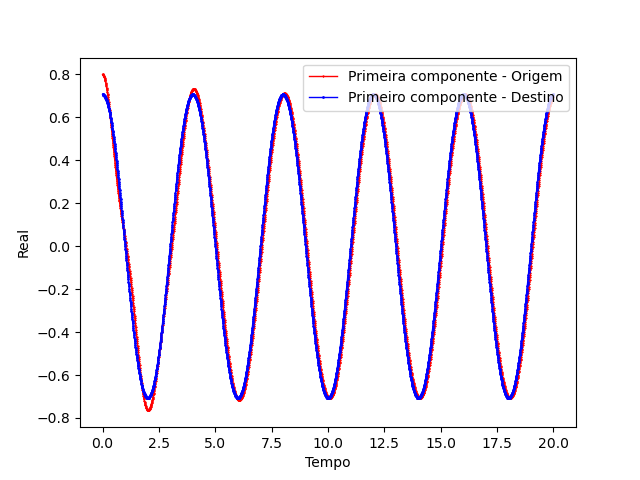 Primeira componente - Origem
Primeiro componente - Destino
0.8
0.6
0.4
0.2
0.0
−0.2
−0.4
−0.6
−0.8
Real
0.0 2.5 5.0 7.5 10.0 12.5 15.0 17.5 20.0
Tempo